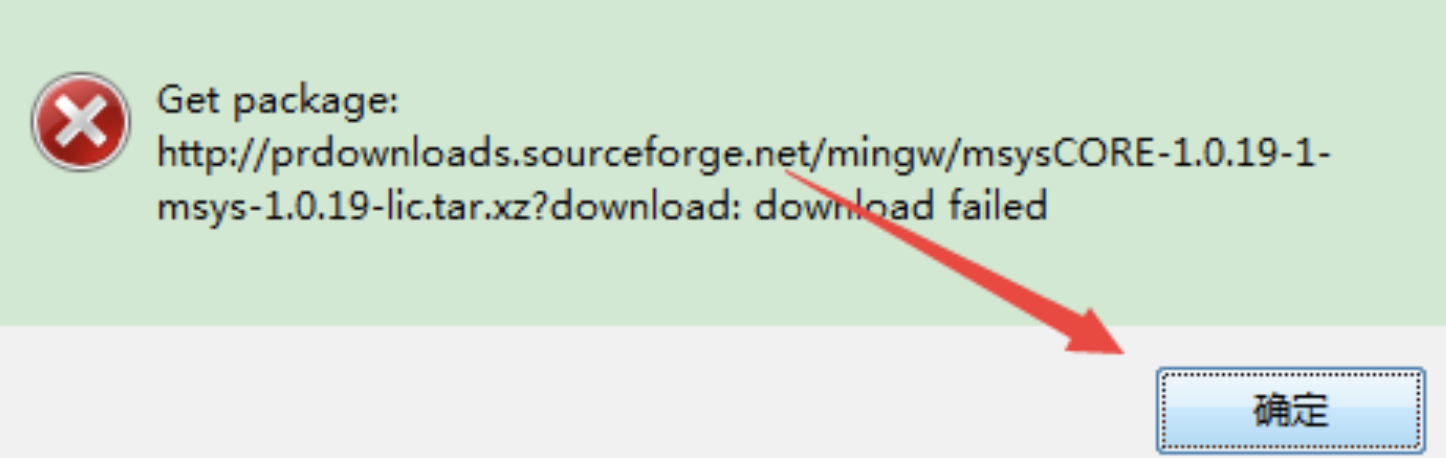 Get package:
http://prdownloads.sourceforge.net/mingw/msysCORE-1.0.19-1-
msys-1.0.19-lic.tar.xz?download: download failed
确定